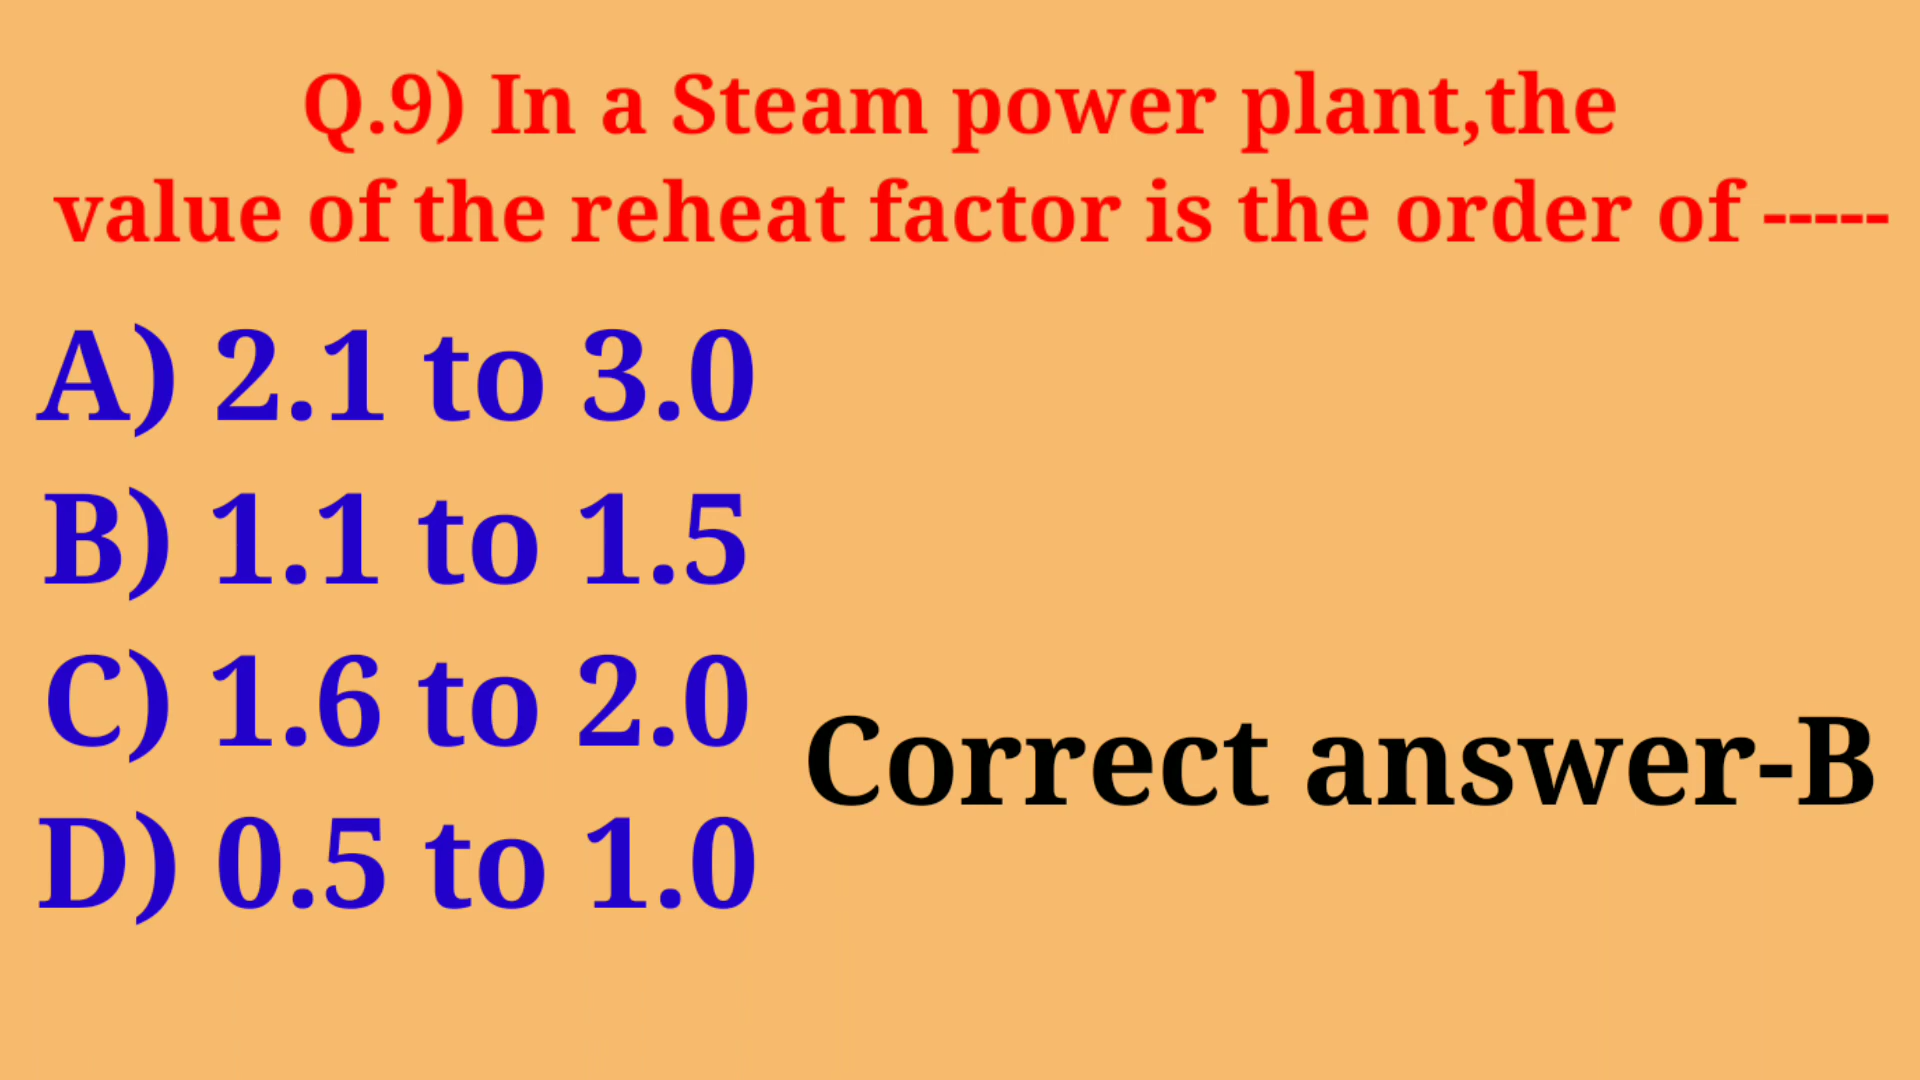 Q.9) In a Steam power plant,the
value of the reheat factor is the order of -----
A) 2.1 to 3.0
B) 1.1 to 1.5
C) 1.6 to 2.0
D) 0.5 to 1.0
Correct answer-B